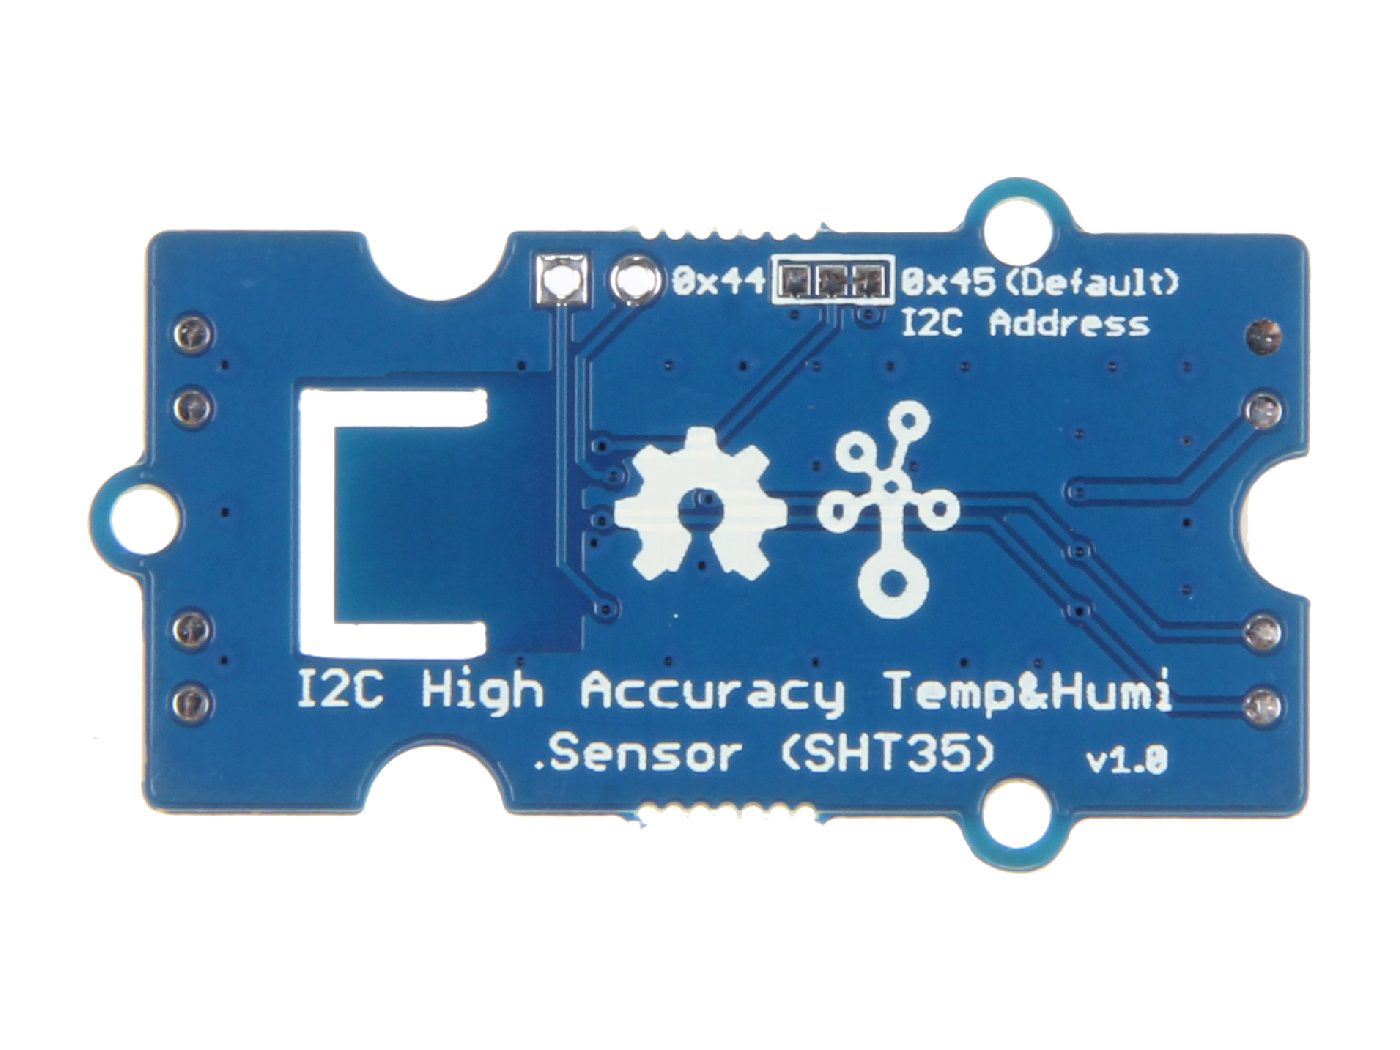 0x44 0x45(Default)
I2C Address
I2C High Accuracy Temp&Humi
.Sensor (SHT35) v1.0